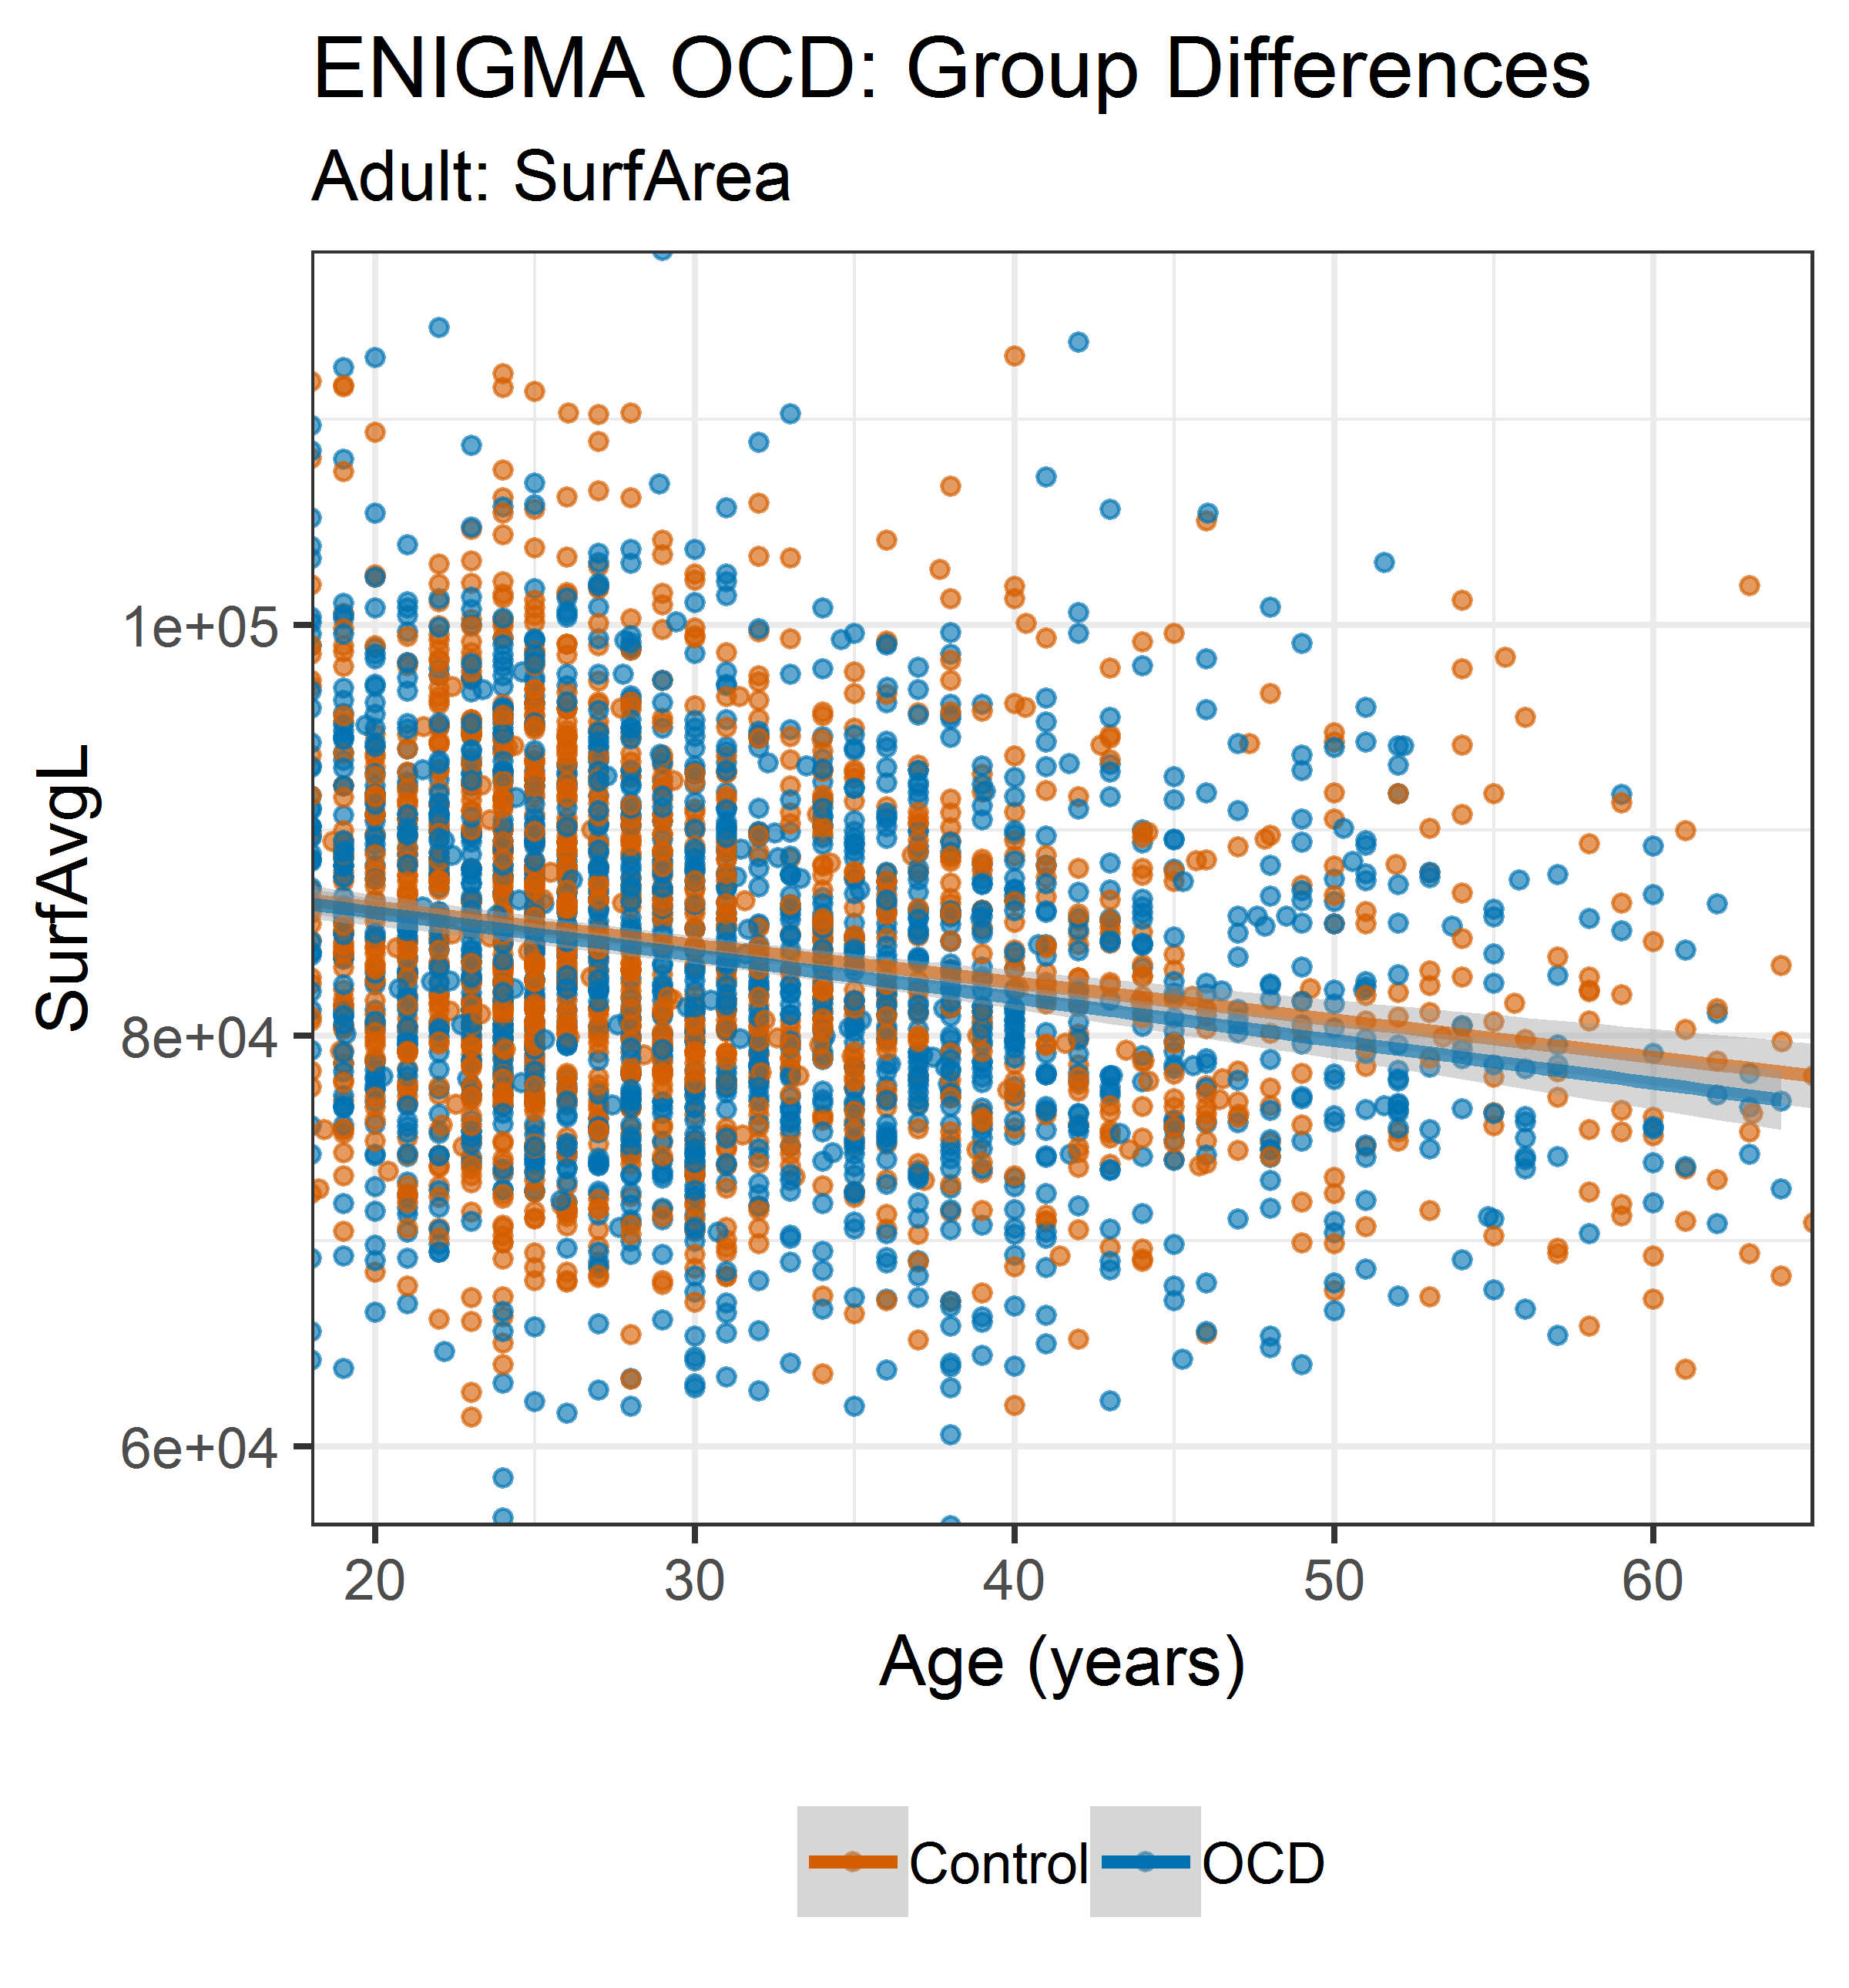 ENIGMA OCD: Group Differences
Adult: SurfArea
SurfAvgL
1e+05
8e+04
6e+04
20 30 40 50 60
Age (years)
Control OCD